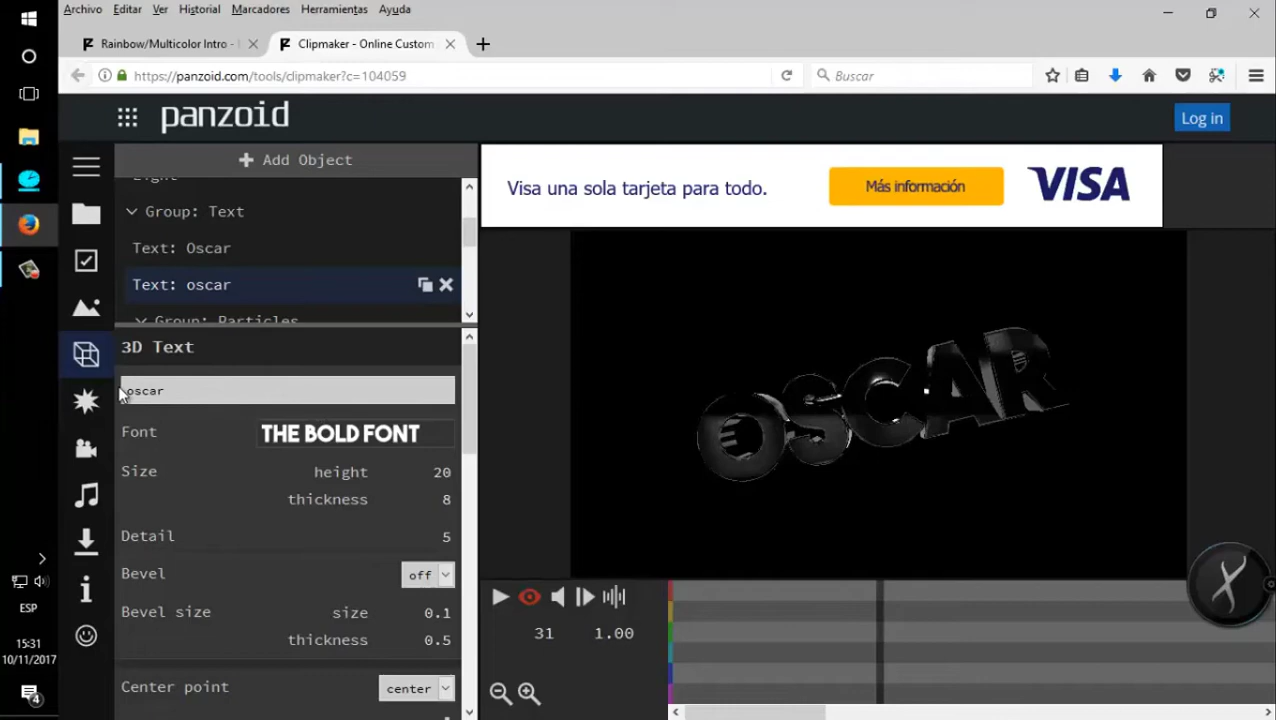 Archivo Editar Ver Historial Marcadores Herramientas Ayuda
Rainbow/Multicolor Intro -
Clipmaker - Online Custom
https://panzoid.com/tools/clipmaker?c=104059
Buscar
panzoid
Log in
Add Object
Light
Group: Text
Text: Oscar
Text: oscar
Group: Particles
3D Text
oscar
Font THE BOLD FONT
Size height 20
thickness 8
Detail 5
Bevel off
Bevel size size 0.1
thickness 0.5
Center point center
Visa una sola tarjeta para todo.
Más información
VISA
OSCAR
31 1.00
ESP
15:31
10/11/2017
4